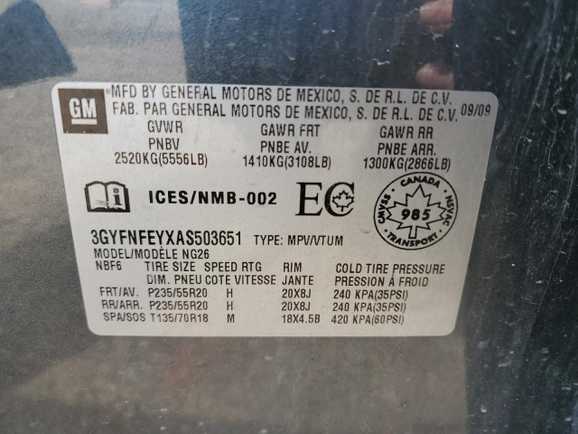 GM
MFD BY GENERAL MOTORS DE MEXICO, S. DE R.L. DE C.V.
FAB. PAR GENERAL MOTORS DE MEXICO, S. DE R.L. DE C.V. 09/09
GVWR GAWR FRT GAWR RR
PNBV PNBE AV. PNBE ARR.
2520KG(5556LB) 1410KG(3108LB) 1300KG(2866LB)
i ICES/NMB-002 EC CANADA 985 TRANSPORT CMVSS NSVAC
3GYFNFEYXAS503651 TYPE: MPV/VTUM
MODEL/MODÈLE NG26
NBF6 TIRE SIZE SPEED RTG RIM COLD TIRE PRESSURE
DIM. PNEU COTE VITESSE JANTE PRESSION À FROID
FRT/AV. P235/55R20 H 20X8J 240 KPA(35PSI)
RR/ARR. P235/55R20 H 20X8J 240 KPA(35PSI)
SPA/SOS T135/70R18 M 18X4.5B 420 KPA(60PSI)